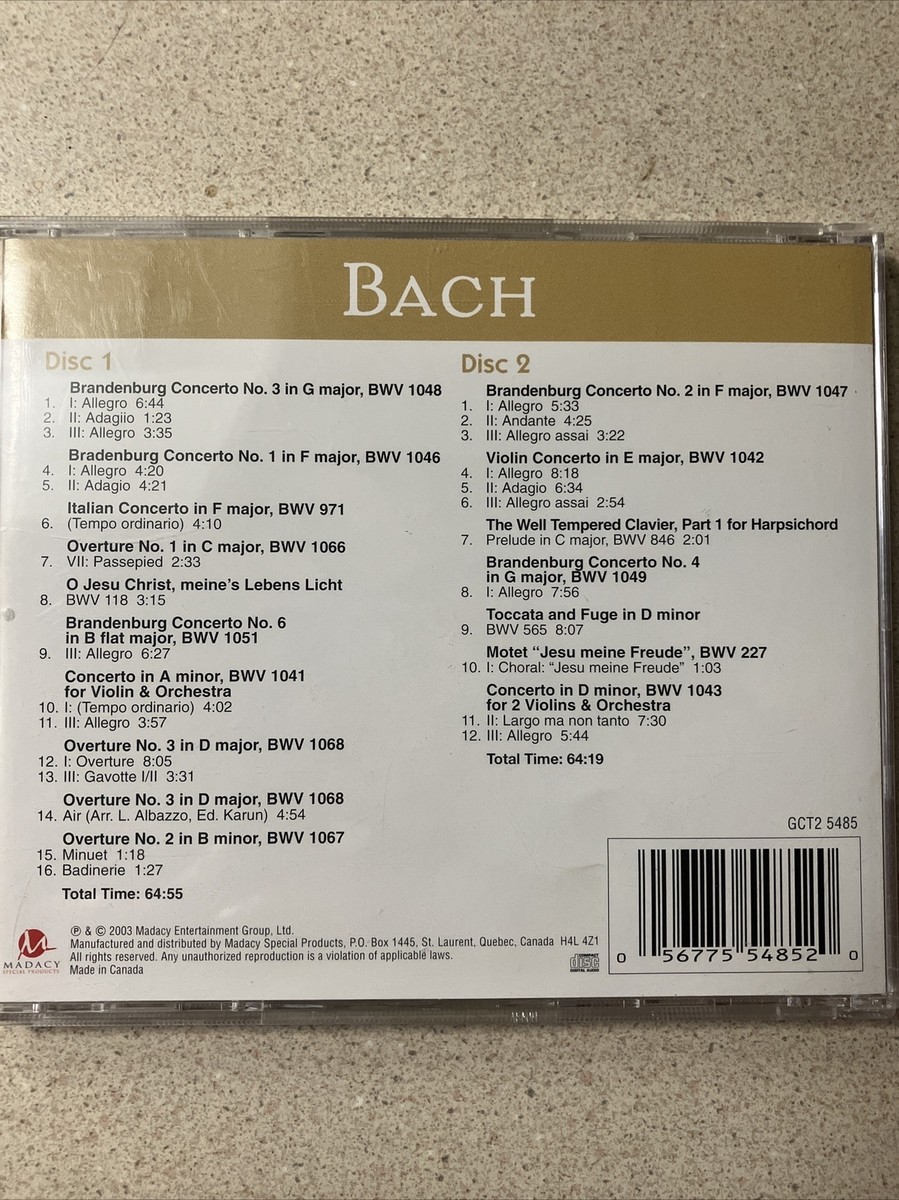 BACH
Disc 1
Brandenburg Concerto No. 3 in G major, BWV 1048
1. I: Allegro 6:44
2. II: Adagiio 1:23
3. III: Allegro 3:35
Bradenburg Concerto No. 1 in F major, BWV 1046
4. I: Allegro 4:20
5. II: Adagio 4:21
Italian Concerto in F major, BWV 971
6. (Tempo ordinario) 4:10
Overture No. 1 in C major, BWV 1066
7. VII: Passepied 2:33
O Jesu Christ, meine's Lebens Licht
8. BWV 118 3:15
Brandenburg Concerto No. 6
in B flat major, BWV 1051
9. III: Allegro 6:27
Concerto in A minor, BWV 1041
for Violin & Orchestra
10. I: (Tempo ordinario) 4:02
11. III: Allegro 3:57
Overture No. 3 in D major, BWV 1068
12. I: Overture 8:05
13. III: Gavotte I/II 3:31
Overture No. 3 in D major, BWV 1068
14. Air (Arr. L. Albazzo, Ed. Karun) 4:54
Overture No. 2 in B minor, BWV 1067
15. Minuet 1:18
16. Badinerie 1:27
Total Time: 64:55
Disc 2
Brandenburg Concerto No. 2 in F major, BWV 1047
1. I: Allegro 5:33
2. II: Andante 4:25
3. III: Allegro assai 3:22
Violin Concerto in E major, BWV 1042
4. I: Allegro 8:18
5. II: Adagio 6:34
6. III: Allegro assai 2:54
The Well Tempered Clavier, Part 1 for Harpsichord
7. Prelude in C major, BWV 846 2:01
Brandenburg Concerto No. 4
in G major, BWV 1049
8. I: Allegro 7:56
Toccata and Fuge in D minor
9. BWV 565 8:07
Motet “Jesu meine Freude”, BWV 227
10. I: Choral: “Jesu meine Freude” 1:03
Concerto in D minor, BWV 1043
for 2 Violins & Orchestra
11. II: Largo ma non tanto 7:30
12. III: Allegro 5:44
Total Time: 64:19
GCT2 5485
0 56775 54852 0
MADACY
SPECIAL PRODUCTS
℗ & © 2003 Madacy Entertainment Group, Ltd.
Manufactured and distributed by Madacy Special Products, P.O. Box 1445, St. Laurent, Quebec, Canada H4L 4Z1
All rights reserved. Any unauthorized reproduction is a violation of applicable laws.
Made in Canada
COMPACT
disc
DIGITAL AUDIO